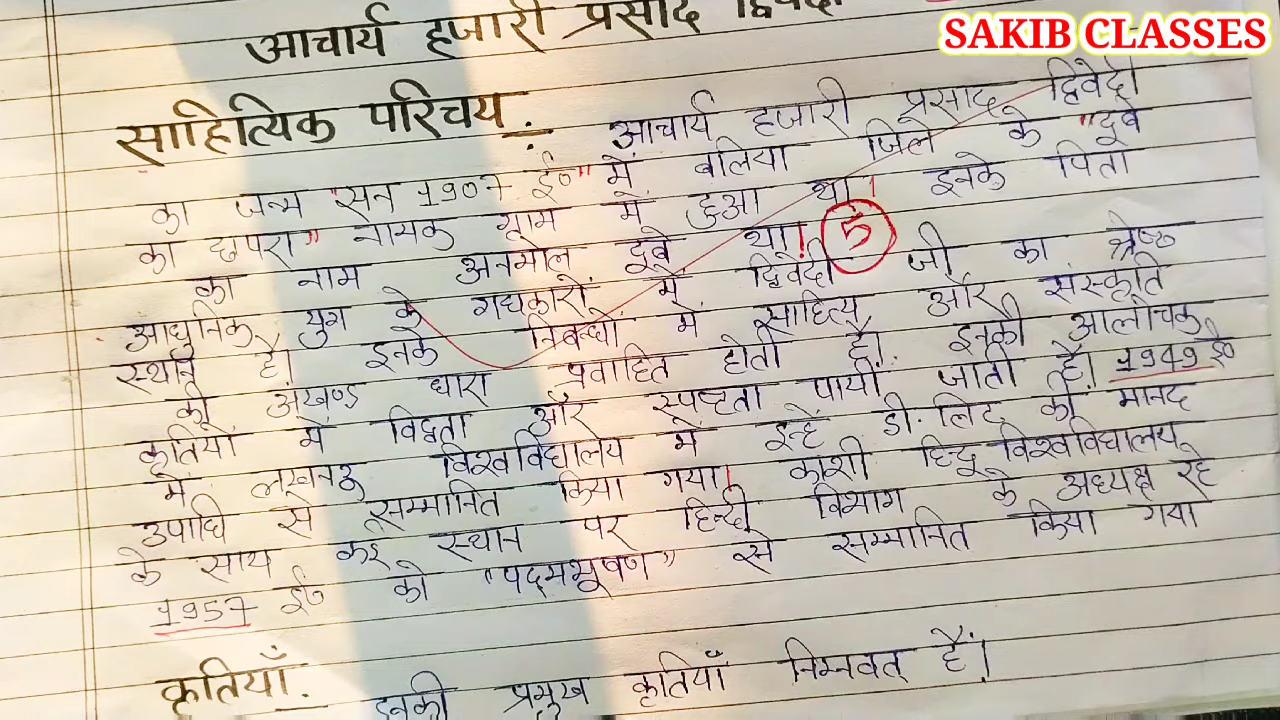 SAKIB CLASSES
आचार्य हजारी प्रसाद द्विवेदी
साहित्यिक परिचय :- आचार्य हजारी प्रसाद द्विवेदी
का जन्म "सन 1907 ई०" में बलिया जिले के "दूबे
का छपरा" नामक ग्राम में हुआ था। इनके पिता
का नाम अनमोल दूबे था। 5
आधुनिक युग के गद्यकारों में द्विवेदी जी का श्रेष्ठ
स्थान है। इनके निबन्धों में साहित्य और संस्कृति
की अखण्ड धारा प्रवाहित होती है। इनकी आलोचक
कृतियों में विद्वता और स्पष्टता पायी जाती है। 1949 ई०
में लखनऊ विश्वविद्यालय में इन्हें डी. लिट् की मानद
उपाधि से सम्मानित किया गया। काशी हिन्दू विश्वविद्यालय
के साथ कई स्थान पर हिन्दी विभाग के अध्यक्ष रहे
1957 ई० को "पदमभूषण" से सम्मानित किया गया
कृतियाँ. - इनकी प्रमुख कृतियाँ निम्नवत् हैं।